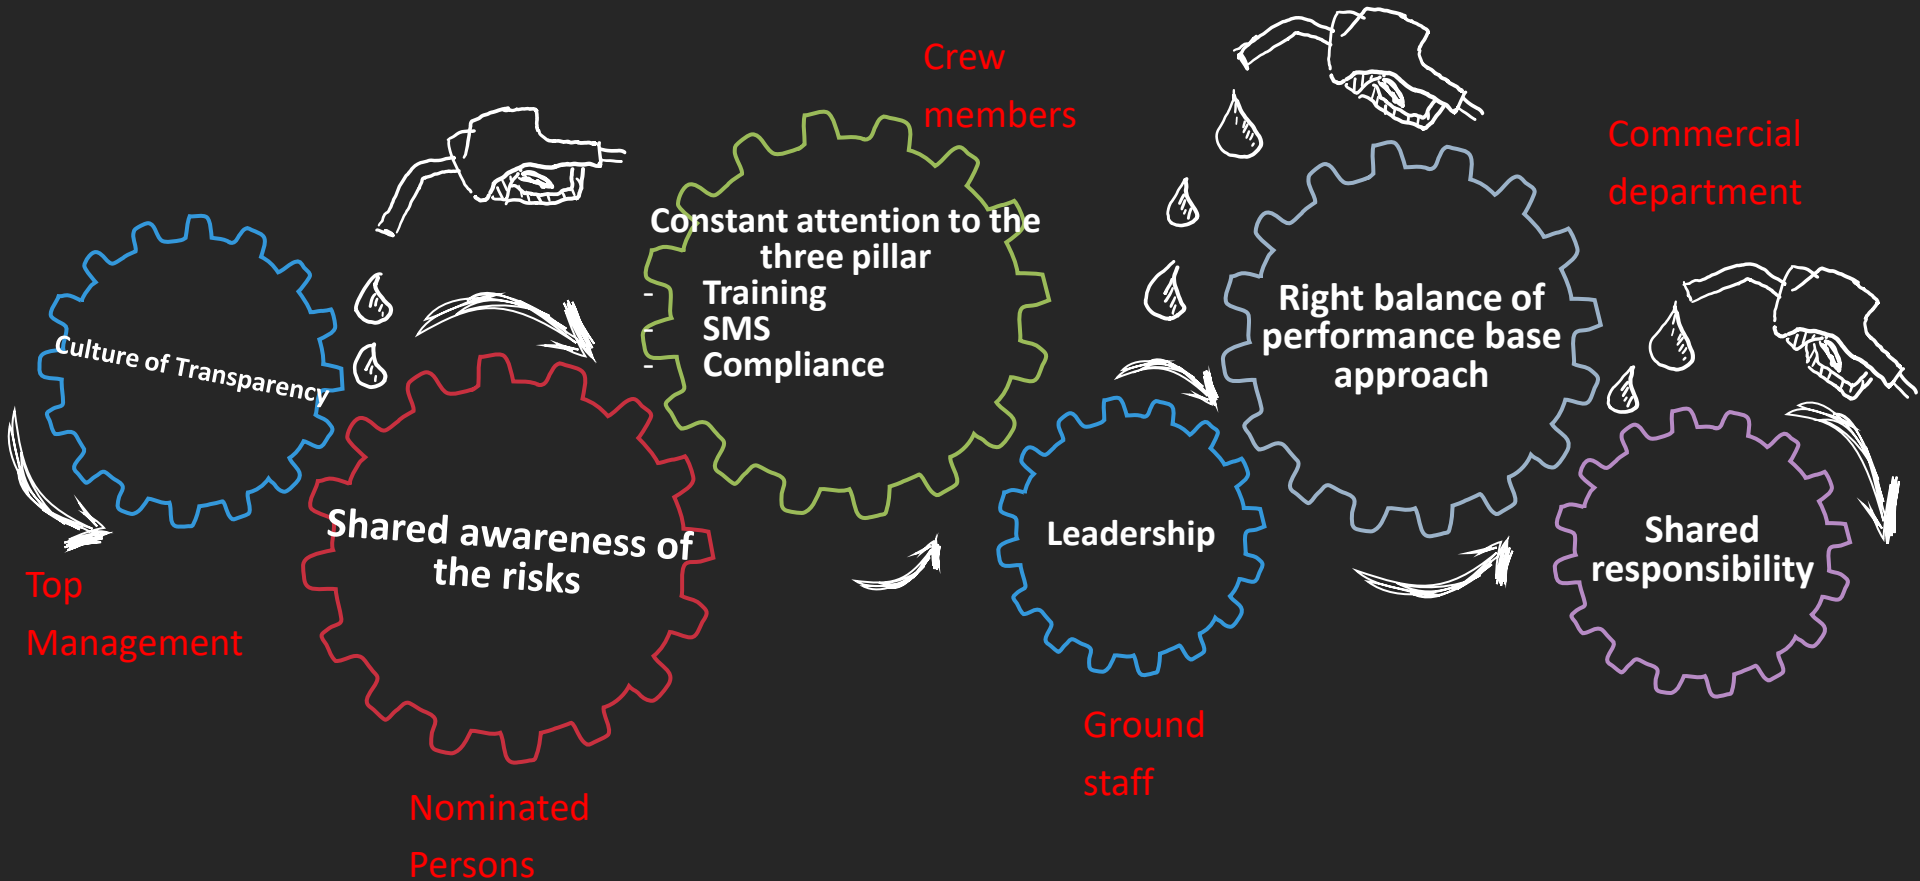 Culture of Transparency
Top
Management
Shared awareness of
the risks
Nominated
Persons
Crew
members
Constant attention to the
three pillar
- Training
- SMS
- Compliance
Leadership
Ground
staff
Right balance of
performance base
approach
Commercial
department
Shared
responsibility